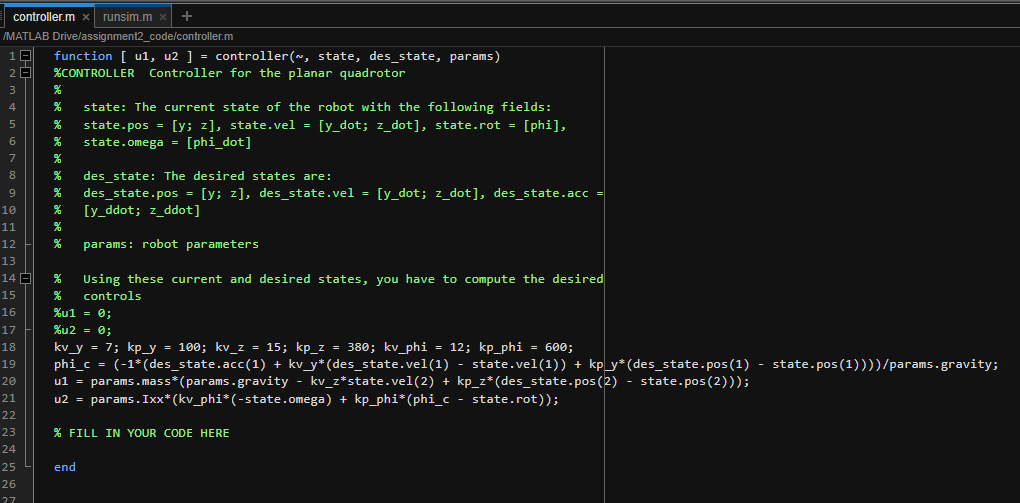 controller.m × runsim.m × +
/MATLAB Drive/assignment2_code/controller.m
1 function [ u1, u2 ] = controller(~, state, des_state, params)
2 %CONTROLLER  Controller for the planar quadrotor
3 %
4 %   state: The current state of the robot with the following fields:
5 %   state.pos = [y; z], state.vel = [y_dot; z_dot], state.rot = [phi],
6 %   state.omega = [phi_dot]
7 %
8 %   des_state: The desired states are:
9 %   des_state.pos = [y; z], des_state.vel = [y_dot; z_dot], des_state.acc =
10 %   [y_ddot; z_ddot]
11 %
12 %   params: robot parameters
13
14 %   Using these current and desired states, you have to compute the desired
15 %   controls
16 %u1 = 0;
17 %u2 = 0;
18 kv_y = 7; kp_y = 100; kv_z = 15; kp_z = 380; kv_phi = 12; kp_phi = 600;
19 phi_c = (-1*(des_state.acc(1) + kv_y*(des_state.vel(1) - state.vel(1)) + kp_y*(des_state.pos(1) - state.pos(1))))/params.gravity;
20 u1 = params.mass*(params.gravity - kv_z*state.vel(2) + kp_z*(des_state.pos(2) - state.pos(2)));
21 u2 = params.Ixx*(kv_phi*(-state.omega) + kp_phi*(phi_c - state.rot));
22
23 % FILL IN YOUR CODE HERE
24
25 end
26
27